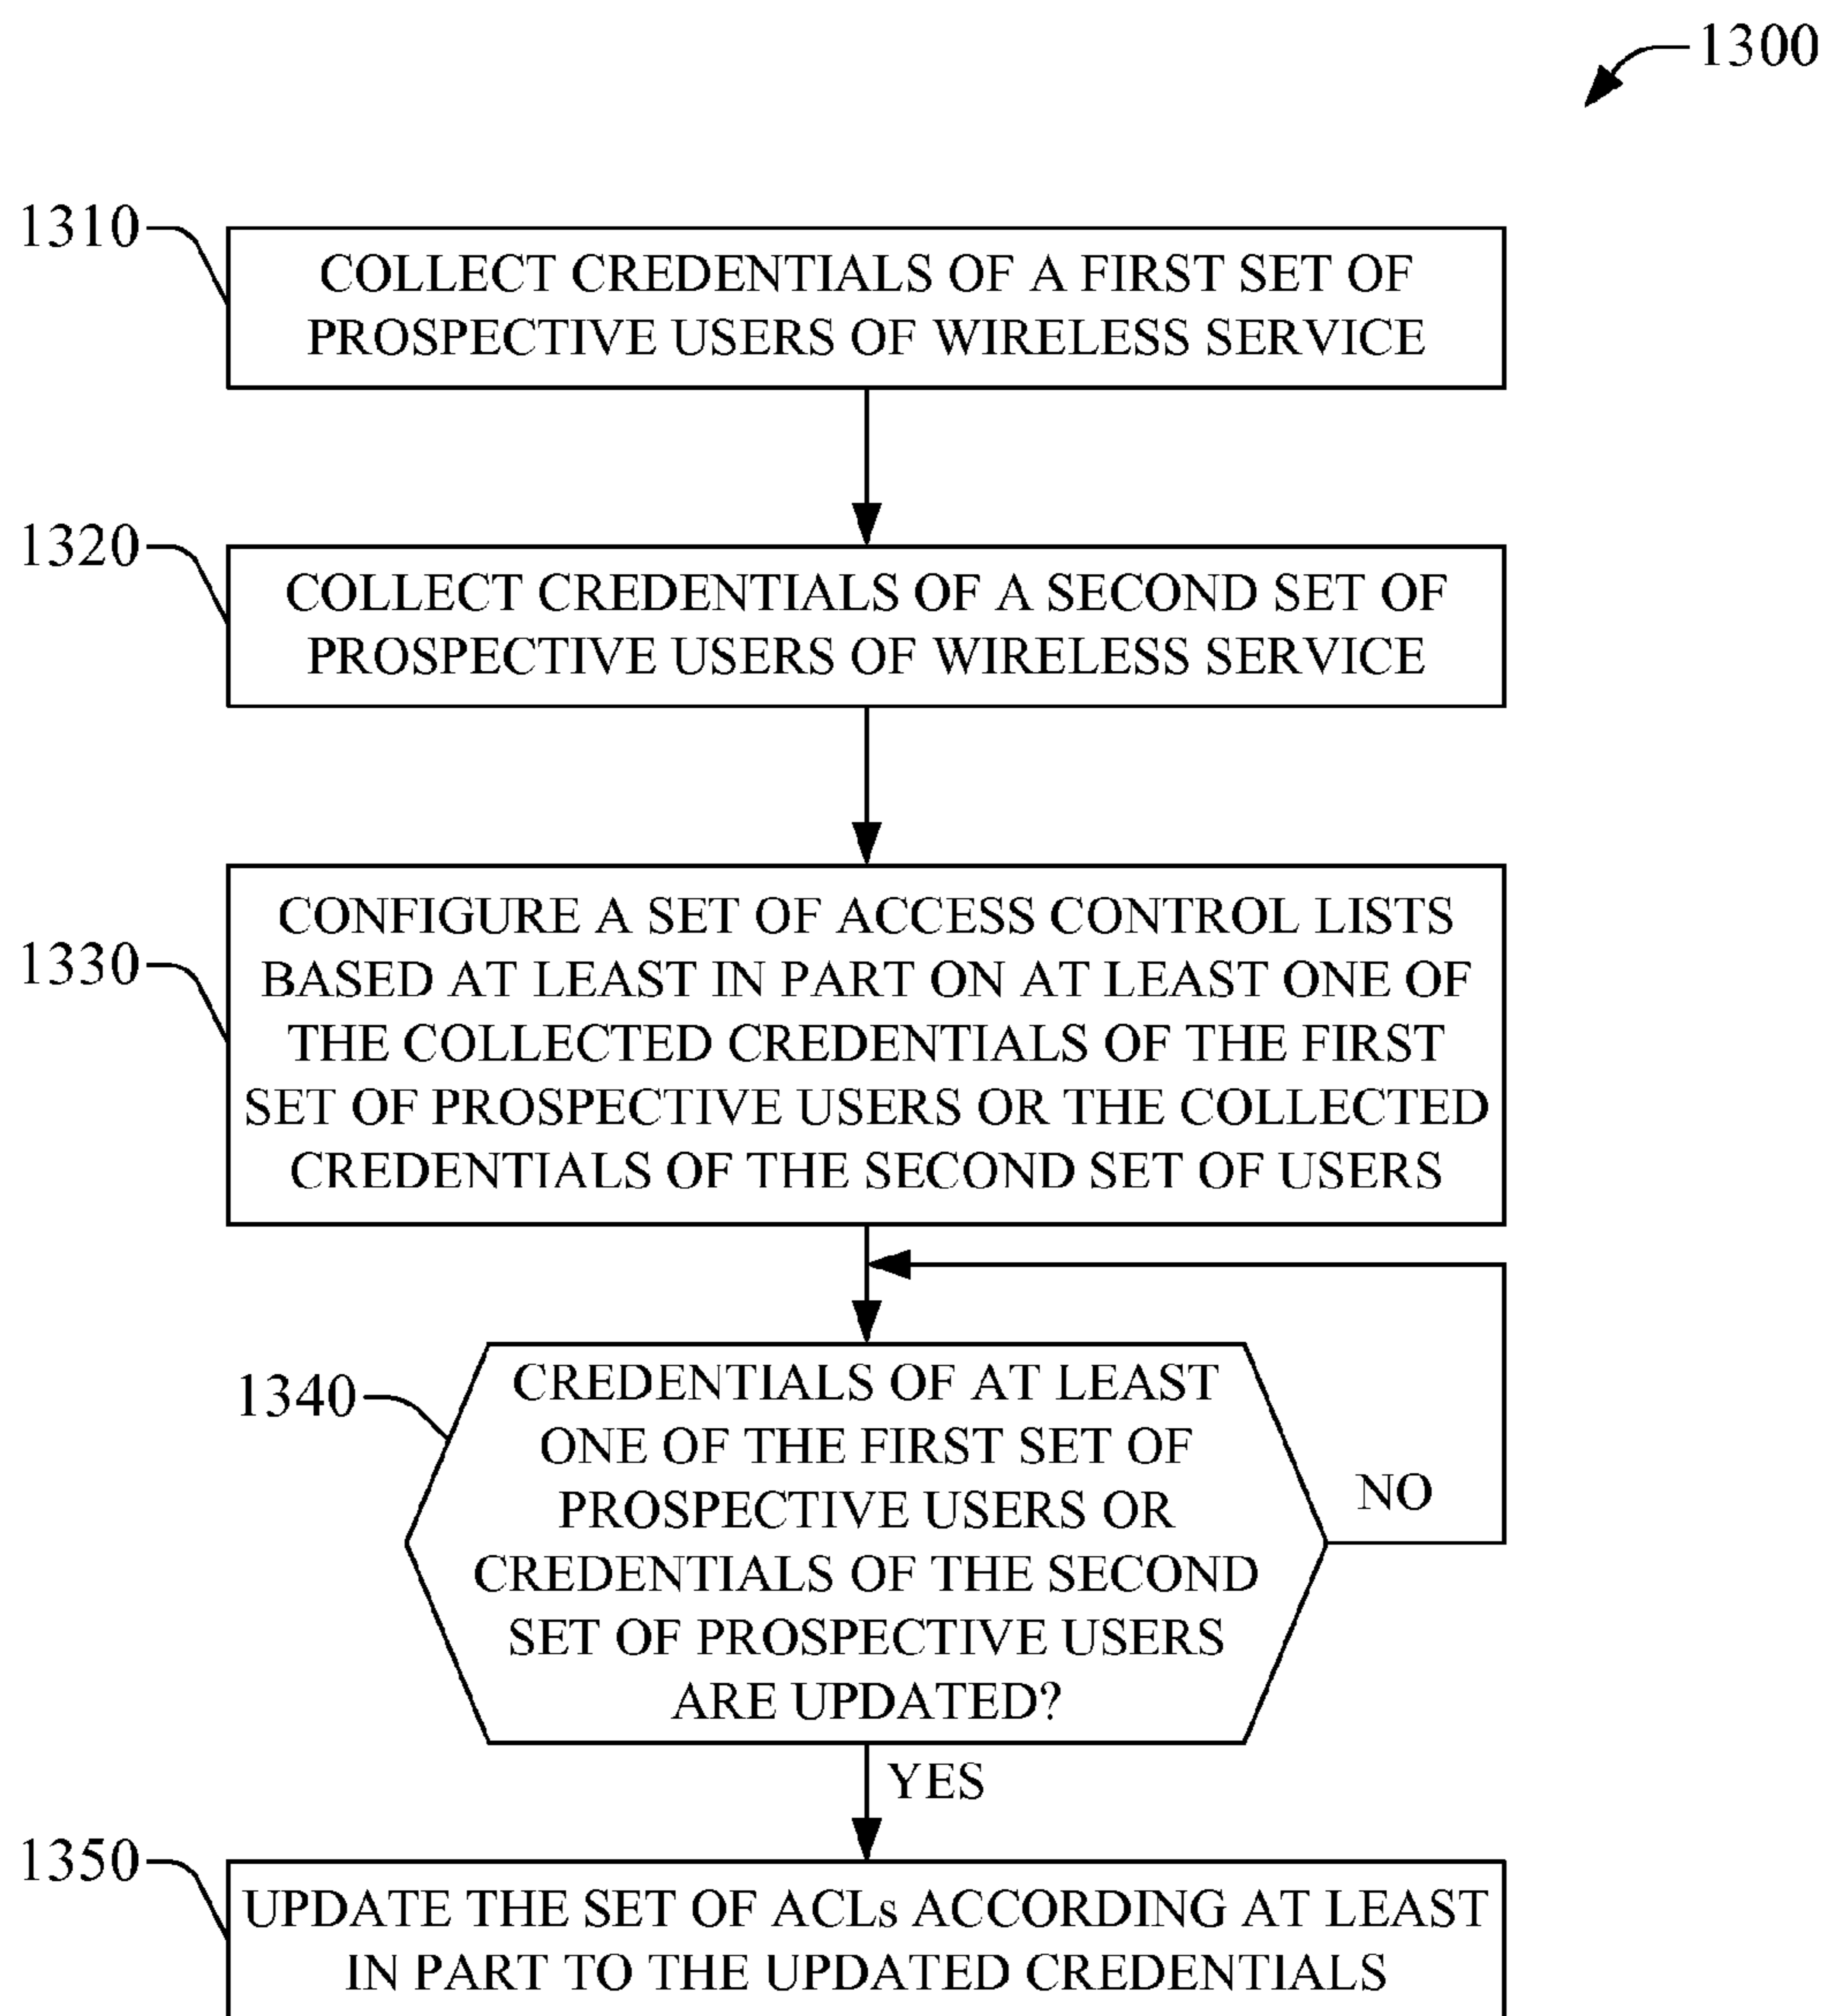 1300
1310
COLLECT CREDENTIALS OF A FIRST SET OF
PROSPECTIVE USERS OF WIRELESS SERVICE
1320
COLLECT CREDENTIALS OF A SECOND SET OF
PROSPECTIVE USERS OF WIRELESS SERVICE
1330
CONFIGURE A SET OF ACCESS CONTROL LISTS
BASED AT LEAST IN PART ON AT LEAST ONE OF
THE COLLECTED CREDENTIALS OF THE FIRST
SET OF PROSPECTIVE USERS OR THE COLLECTED
CREDENTIALS OF THE SECOND SET OF USERS
1340
CREDENTIALS OF AT LEAST
ONE OF THE FIRST SET OF
PROSPECTIVE USERS OR
CREDENTIALS OF THE SECOND
SET OF PROSPECTIVE USERS
ARE UPDATED?
NO
YES
1350
UPDATE THE SET OF ACLs ACCORDING AT LEAST
IN PART TO THE UPDATED CREDENTIALS